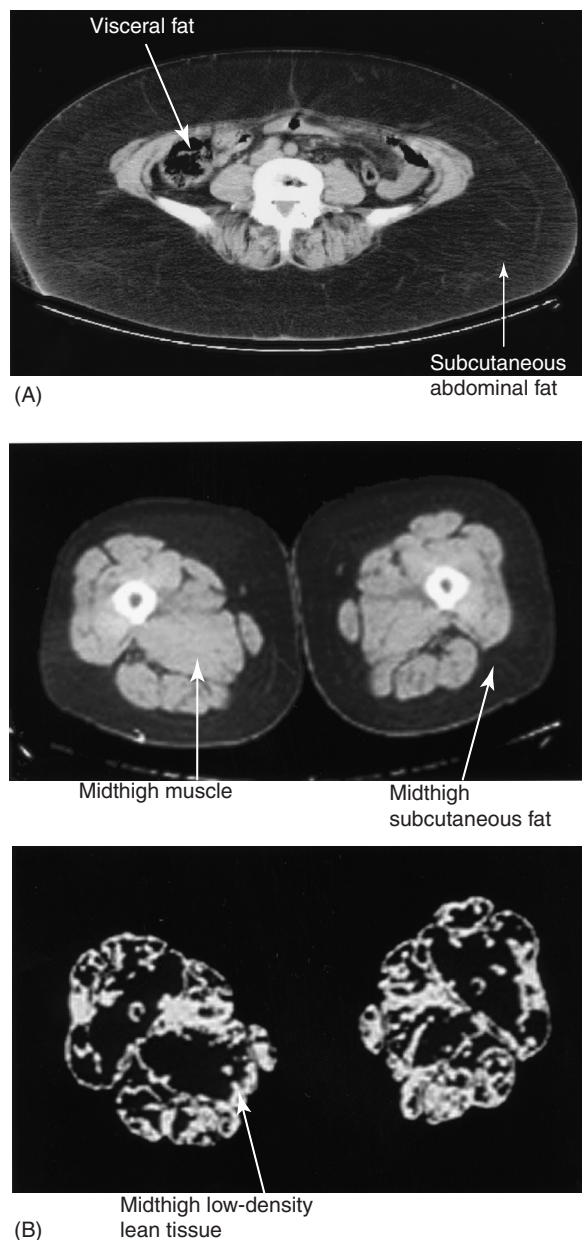 Visceral fat
Subcutaneous
abdominal fat
(A)
Midthigh muscle
Midthigh
subcutaneous fat
Midthigh low-density
lean tissue
(B)